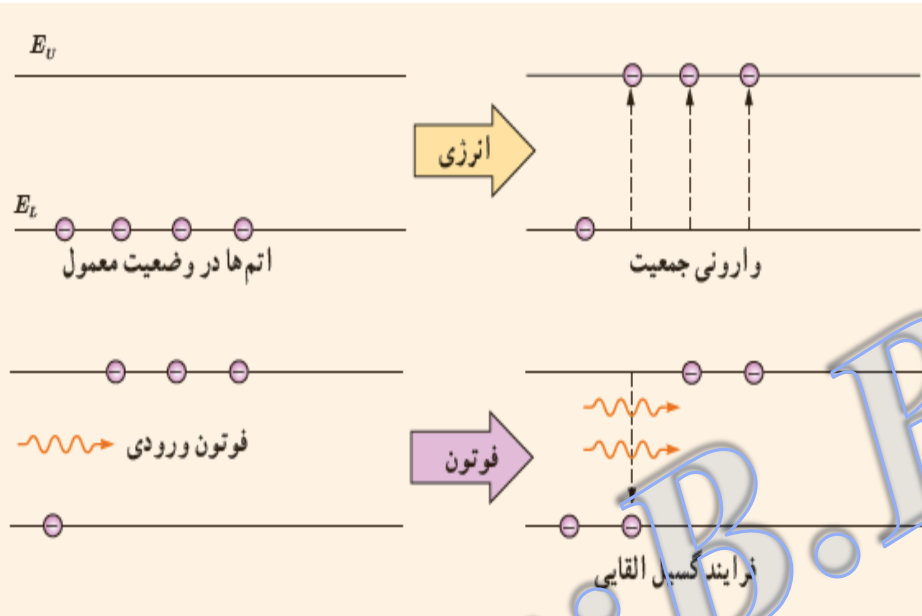 E_U
انرژی
E_L
اتم‌ها در وضعیت معمول
وارونی جمعیت
فوتون ورودی
فوتون
فرایند گسیل القایی
.B.